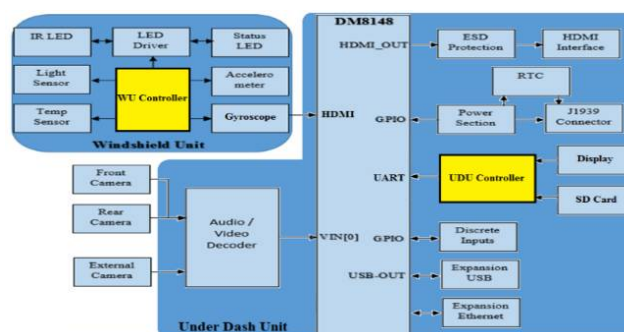 DM8148
IR LED
LED
Driver
Status
LED
Light
Sensor
WU Controller
Accelero
meter
Temp
Sensor
Gyroscope
Windshield Unit
HDMI_OUT
ESD
Protection
HDMI
Interface
RTC
HDMI
GPIO
Power
Section
J1939
Connector
UART
UDU Controller
Display
SD Card
Front
Camera
Rear
Camera
External
Camera
Audio /
Video
Decoder
VIN[0]
GPIO
Discrete
Inputs
USB-OUT
Expansion
USB
Expansion
Ethernet
Under Dash Unit